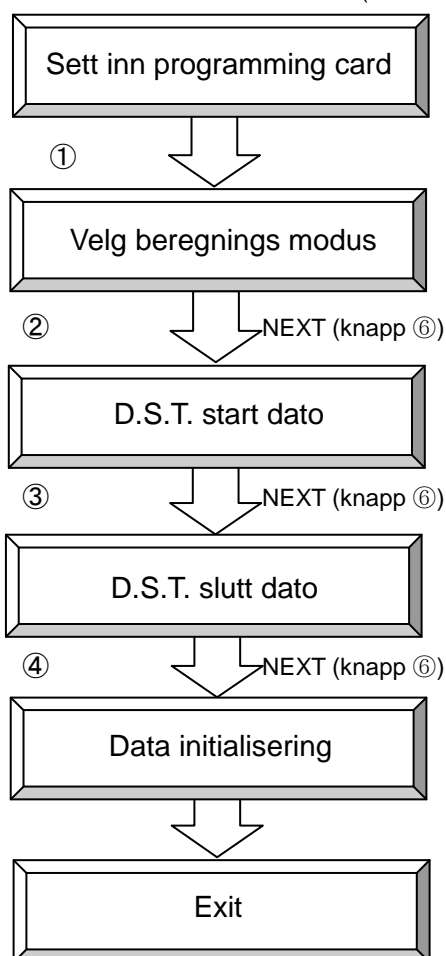 Sett inn programming card
①
Velg beregnings modus
② NEXT (knapp ⑥)
D.S.T. start dato
③ NEXT (knapp ⑥)
D.S.T. slutt dato
④ NEXT (knapp ⑥)
Data initialisering
Exit